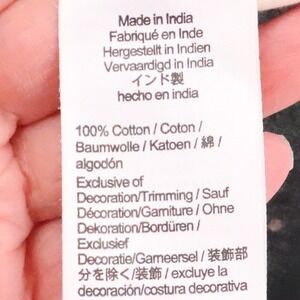 Made in India
Fabriqué en Inde
Hergestellt in Indien
Vervaardigd in India
インド製
hecho en india
100% Cotton / Coton /
Baumwolle / Katoen / 綿 /
algodón
Exclusive of
Decoration/Trimming / Sauf
Décoration/Garniture / Ohne
Dekoration/Bordüren /
Exclusief
Decoratie/Garneersel / 装飾部
分を除く/装飾 / excluye la
decoración/costura decorativa